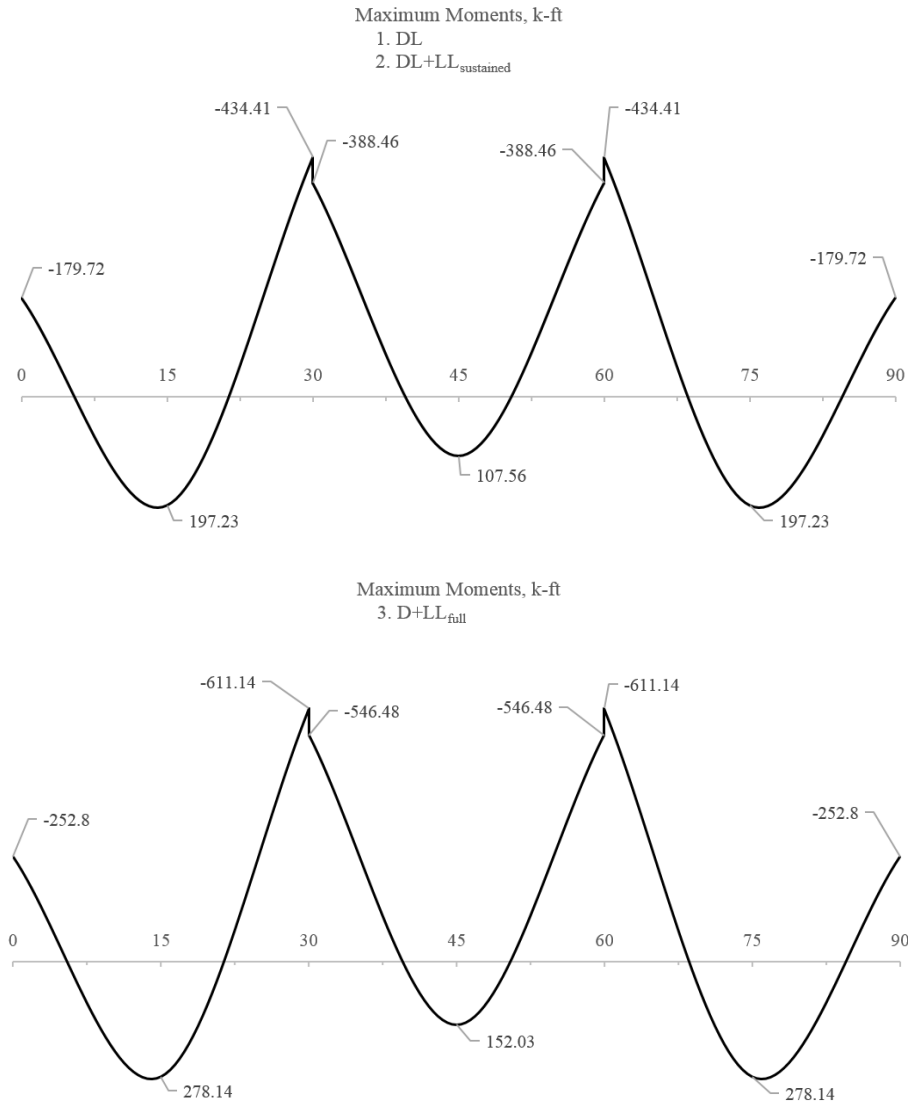 Maximum Moments, k-ft
1. DL
2. DL+LLsustained
-434.41
-434.41
-388.46
-388.46
-179.72
-179.72
0 15 30 45 60 75 90
107.56
197.23
197.23
Maximum Moments, k-ft
3. D+LLfull
-611.14
-611.14
-546.48
-546.48
-252.8
-252.8
0 15 30 45 60 75 90
152.03
278.14
278.14